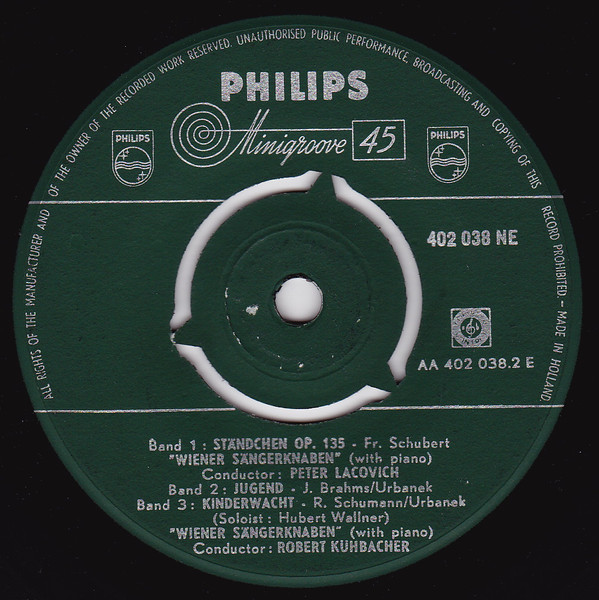 ALL RIGHTS OF THE MANUFACTURER AND OF THE OWNER OF THE RECORDED WORK RESERVED. UNAUTHORISED PUBLIC PERFORMANCE, BROADCASTING AND COPYING OF THIS RECORD PROHIBITED. - MADE IN HOLLAND
PHILIPS
Minigroove 45
PHILIPS
PHILIPS
402 038 NE
AA 402 038.2 E
Band 1 : STÄNDCHEN OP. 135 - Fr. Schubert
"WIENER SÄNGERKNABEN" (with piano)
Conductor : PETER LACOVICH
Band 2 : JUGEND - J. Brahms/Urbanek
Band 3 : KINDERWACHT - R. Schumann/Urbanek
(Soloist : Hubert Wallner)
"WIENER SÄNGERKNABEN" (with piano)
Conductor : ROBERT KUHBACHER